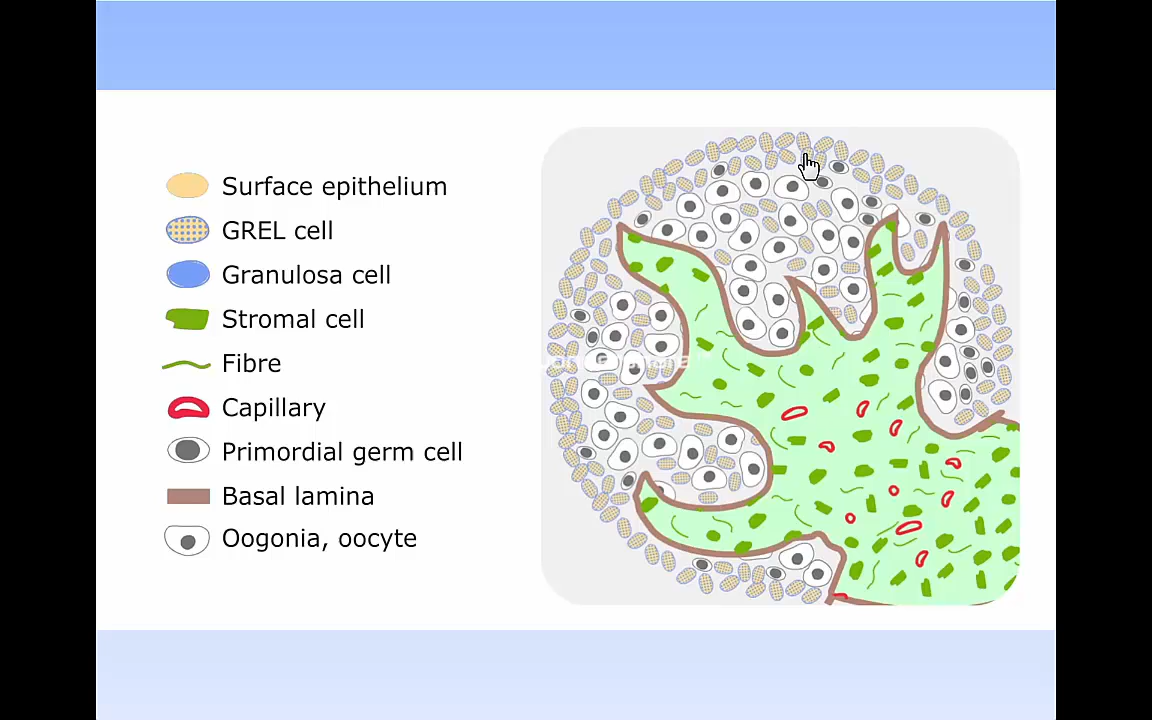 Surface epithelium
GREL cell
Granulosa cell
Stromal cell
Fibre
Capillary
Primordial germ cell
Basal lamina
Oogonia, oocyte